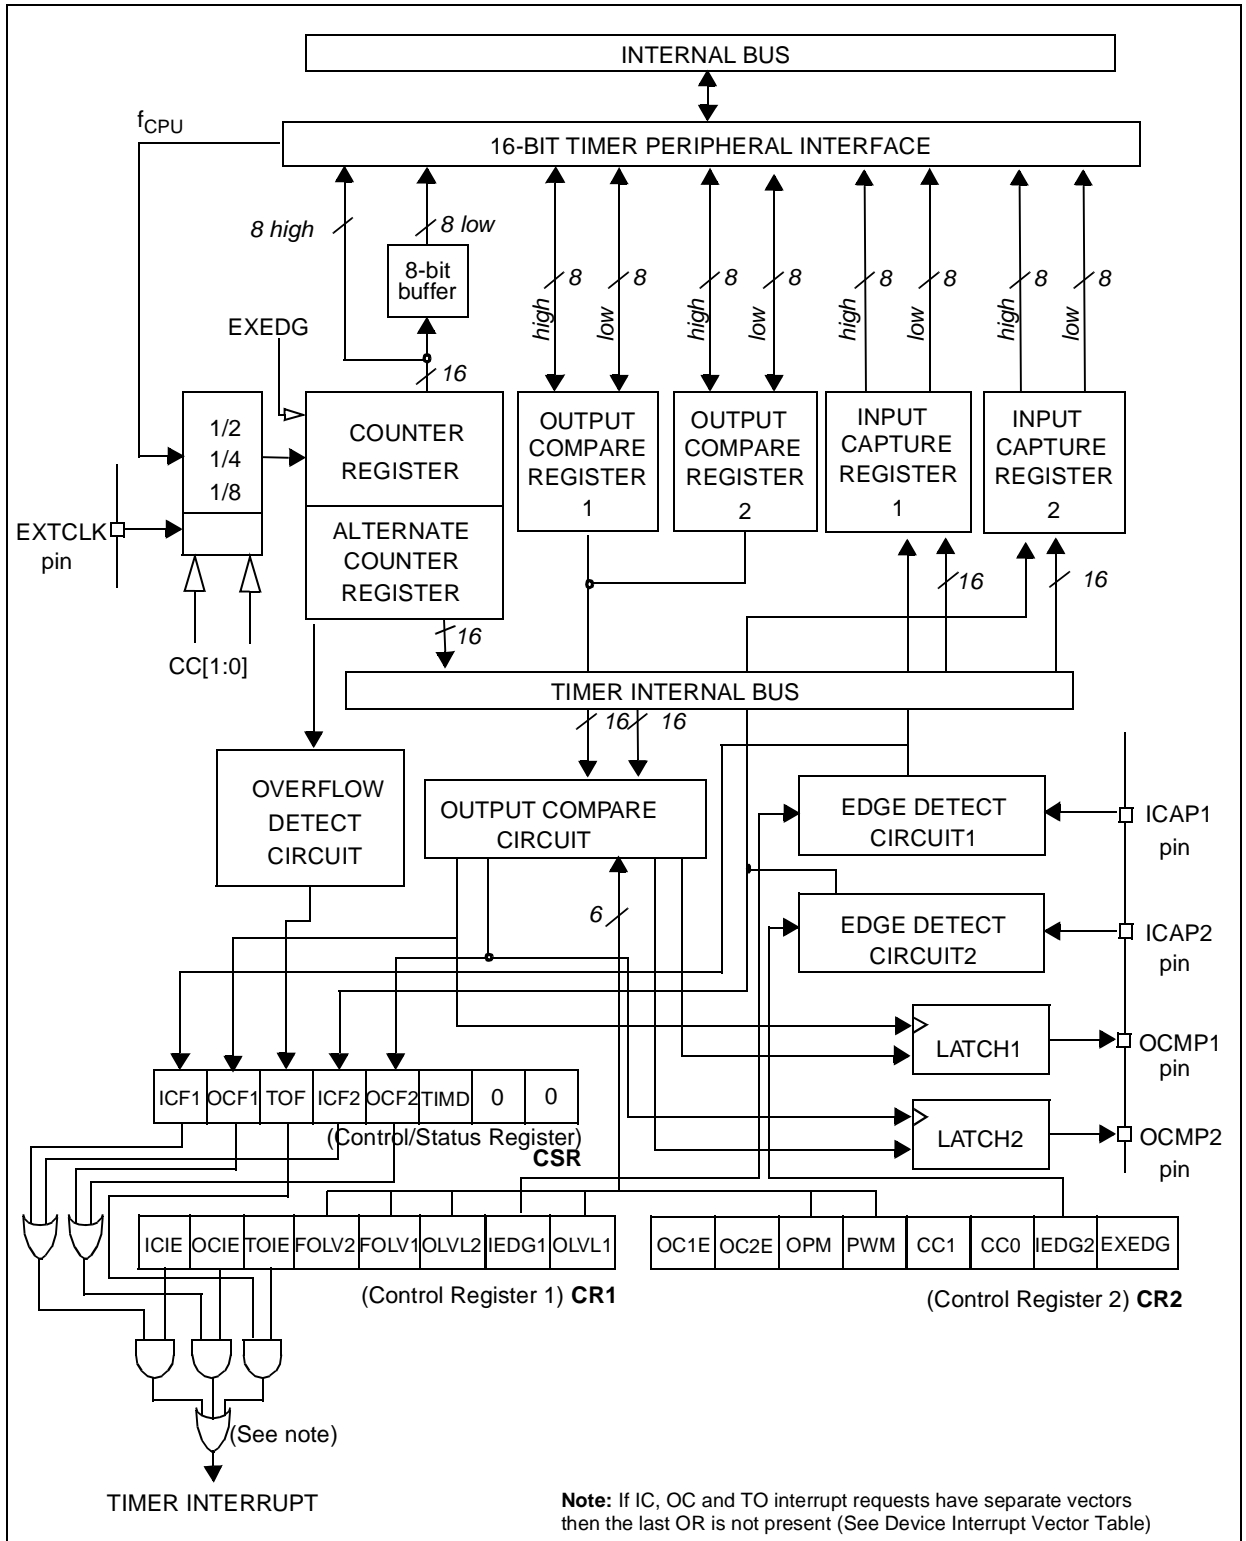 INTERNAL BUS
fCPU
16-BIT TIMER PERIPHERAL INTERFACE
8 high
8 low
8-bit
buffer
high
8
low
8
high
8
low
8
high
8
low
8
high
8
low
8
EXEDG
16
1/2
1/4
1/8
COUNTER
REGISTER
ALTERNATE
COUNTER
REGISTER
OUTPUT
COMPARE
REGISTER
1
OUTPUT
COMPARE
REGISTER
2
INPUT
CAPTURE
REGISTER
1
INPUT
CAPTURE
REGISTER
2
EXTCLK
pin
CC[1:0]
16
16
16
TIMER INTERNAL BUS
16
16
OVERFLOW
DETECT
CIRCUIT
OUTPUT COMPARE
CIRCUIT
6
EDGE DETECT
CIRCUIT1
ICAP1
pin
EDGE DETECT
CIRCUIT2
ICAP2
pin
LATCH1
OCMP1
pin
LATCH2
OCMP2
pin
ICF1 OCF1 TOF ICF2 OCF2 TIMD 0 0
(Control/Status Register)
CSR
ICIE OCIE TOIE FOLV2 FOLV1 OLVL2 IEDG1 OLVL1
(Control Register 1) CR1
OC1E OC2E OPM PWM CC1 CC0 IEDG2 EXEDG
(Control Register 2) CR2
(See note)
TIMER INTERRUPT
Note: If IC, OC and TO interrupt requests have separate vectors
then the last OR is not present (See Device Interrupt Vector Table)